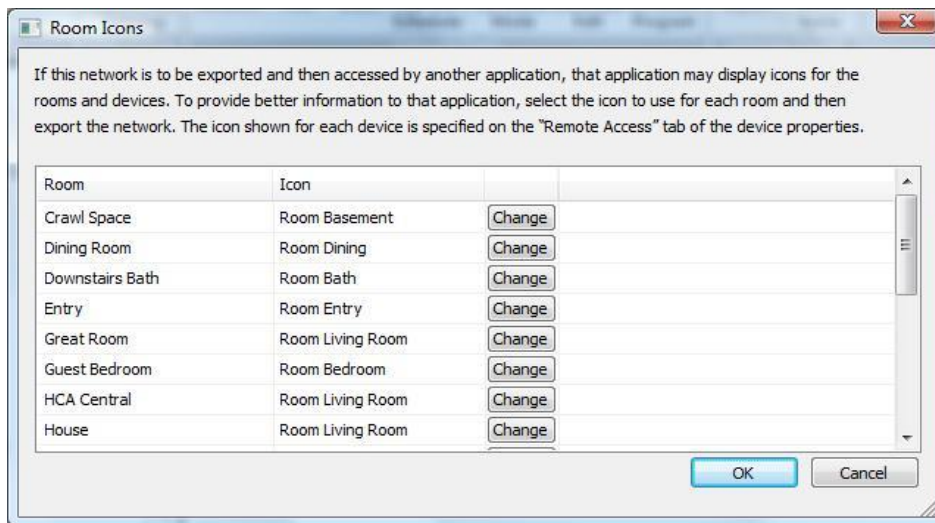 Room Icons
If this network is to be exported and then accessed by another application, that application may display icons for the
rooms and devices. To provide better information to that application, select the icon to use for each room and then
export the network. The icon shown for each device is specified on the “Remote Access” tab of the device properties.
Room Icon
Crawl Space Room Basement Change
Dining Room Room Dining Change
Downstairs Bath Room Bath Change
Entry Room Entry Change
Great Room Room Living Room Change
Guest Bedroom Room Bedroom Change
HCA Central Room Living Room Change
House Room Living Room Change
OK Cancel